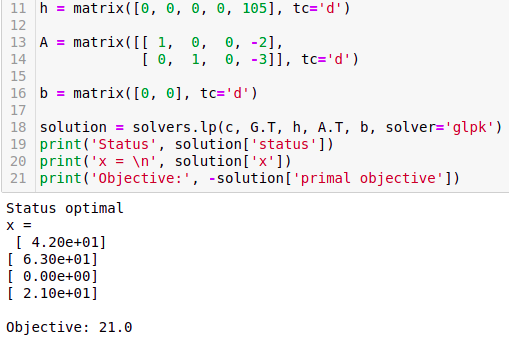 11 h = matrix([0, 0, 0, 0, 105], tc='d')
12
13 A = matrix([[ 1,  0,  0, -2],
14             [ 0,  1,  0, -3]], tc='d')
15
16 b = matrix([0, 0], tc='d')
17
18 solution = solvers.lp(c, G.T, h, A.T, b, solver='glpk')
19 print('Status', solution['status'])
20 print('x = \n', solution['x'])
21 print('Objective:', -solution['primal objective'])
Status optimal
x =
 [ 4.20e+01]
[ 6.30e+01]
[ 0.00e+00]
[ 2.10e+01]
Objective: 21.0